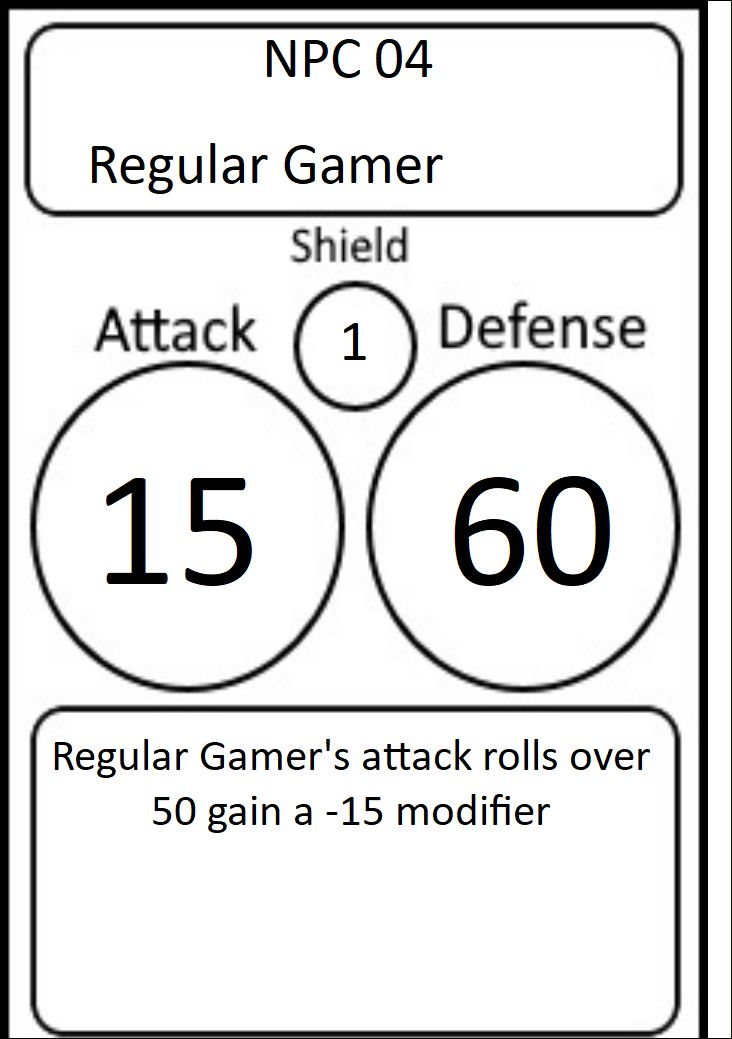 NPC 04
Regular Gamer
Shield
Attack
1
Defense
15
60
Regular Gamer's attack rolls over
50 gain a -15 modifier